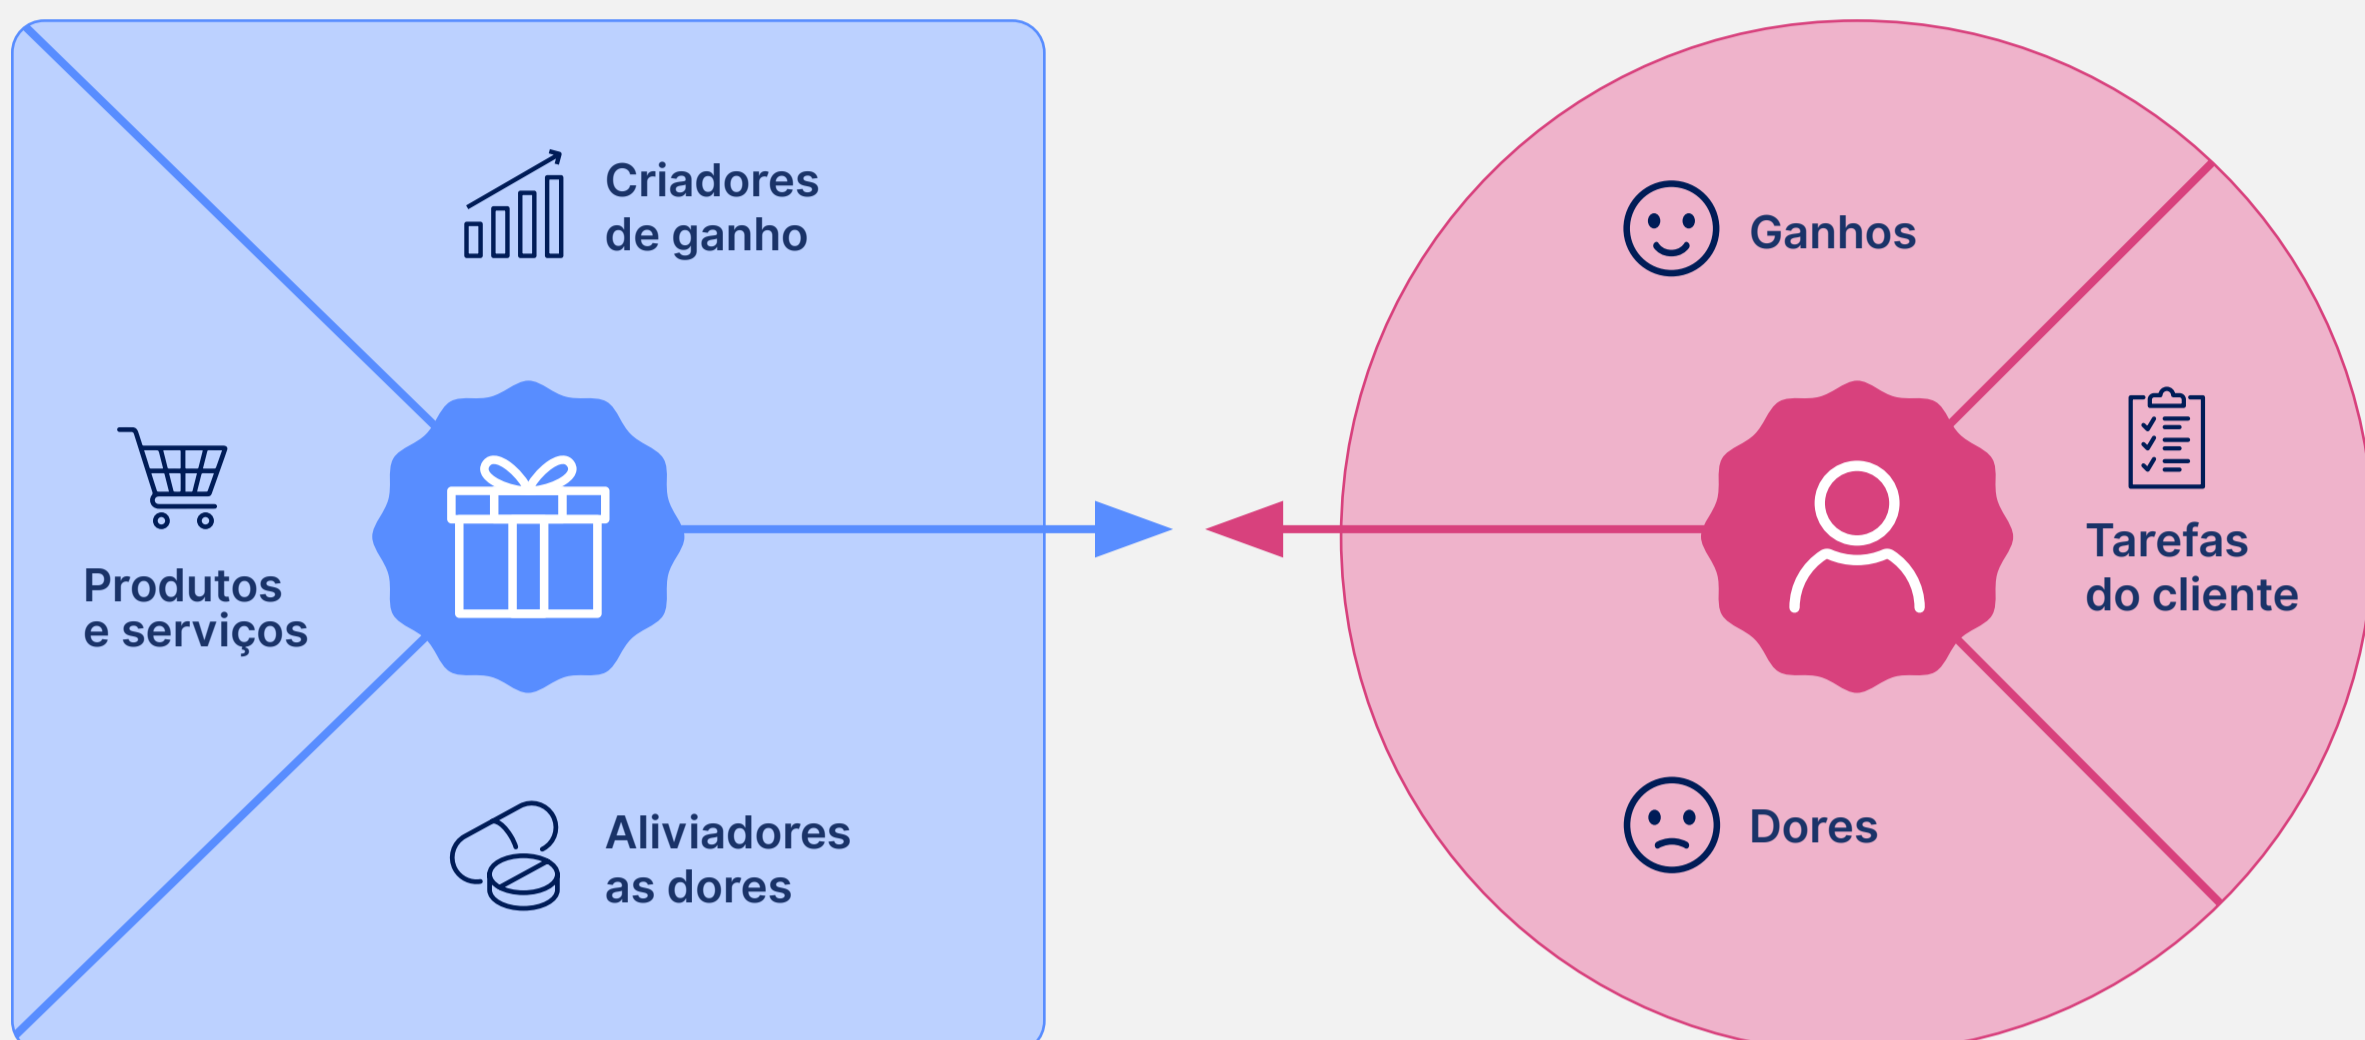 Criadores
de ganho
Produtos
e serviços
Aliviadores
as dores
Ganhos
Tarefas
do cliente
Dores